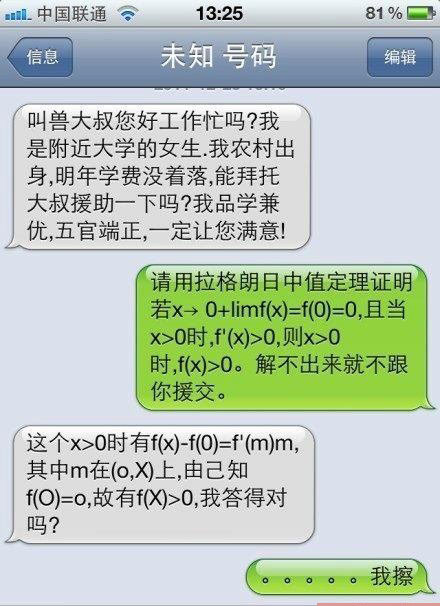 中国联通
13:25
81%
信息
未知 号码
编辑
叫兽大叔您好工作忙吗?我
是附近大学的女生.我农村出
身,明年学费没着落,能拜托
大叔援助一下吗?我品学兼
优,五官端正,一定让您满意!
请用拉格朗日中值定理证明
若x→ 0+limf(x)=f(0)=0,且当
x>0时,f'(x)>0,则x>0
时,f(x)>0。解不出来就不跟
你援交。
这个x>0时有f(x)-f(0)=f'(m)m,
其中m在(o,X)上,由己知
f(O)=o,故有f(X)>0,我答得对
吗?
。。。。。我擦